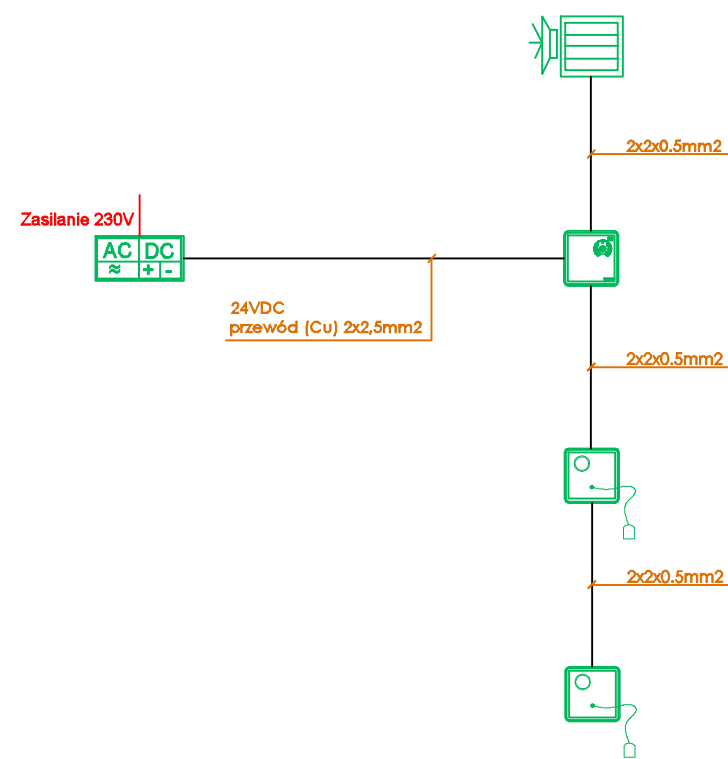 2x2x0.5mm2
Zasilanie 230V
AC DC
≈ + -
24VDC
przewód (Cu) 2x2,5mm2
2x2x0.5mm2
2x2x0.5mm2